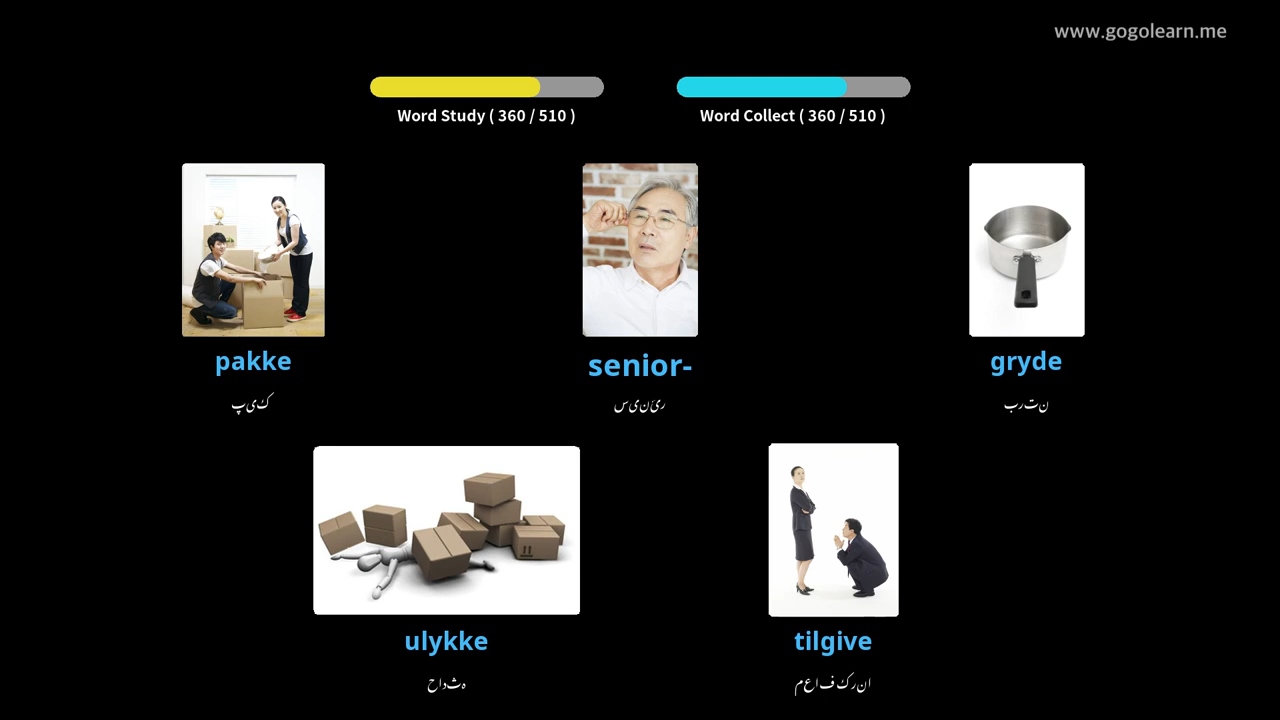 www.gogolearn.me
Word Study ( 360 / 510 )
Word Collect ( 360 / 510 )
pakke
پیک
senior-
سینئر
gryde
برتن
ulykke
حادثہ
tilgive
معاف کرنا